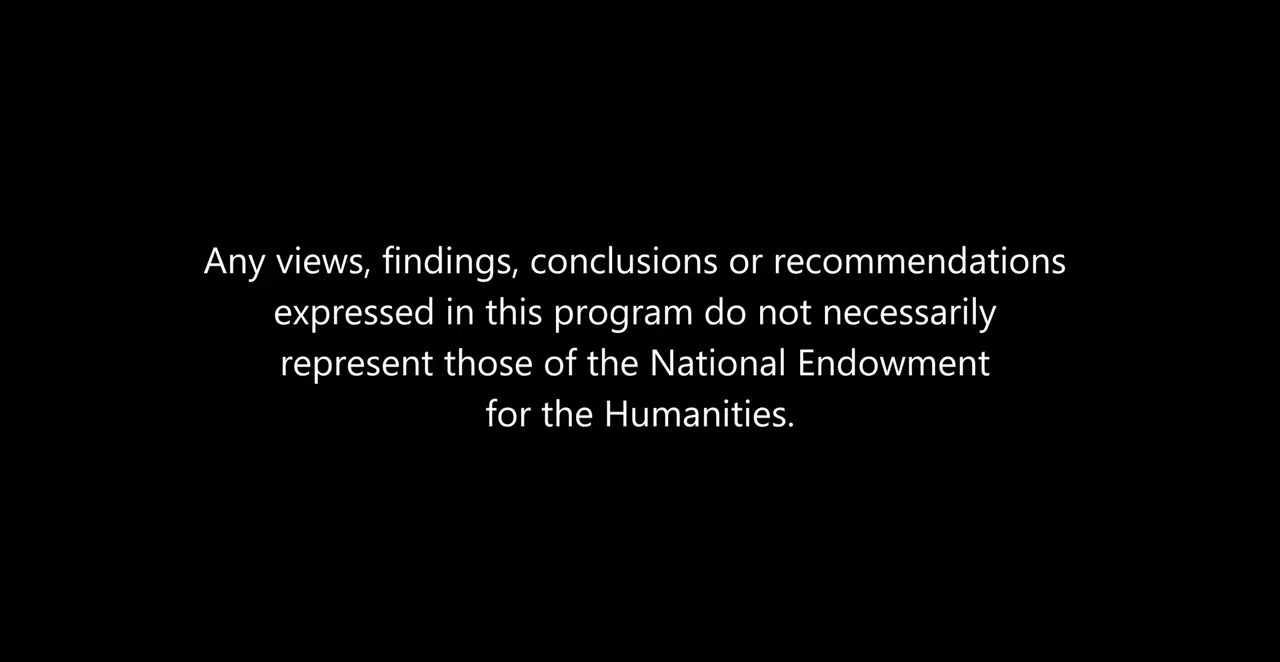 Any views, findings, conclusions or recommendations
expressed in this program do not necessarily
represent those of the National Endowment
for the Humanities.